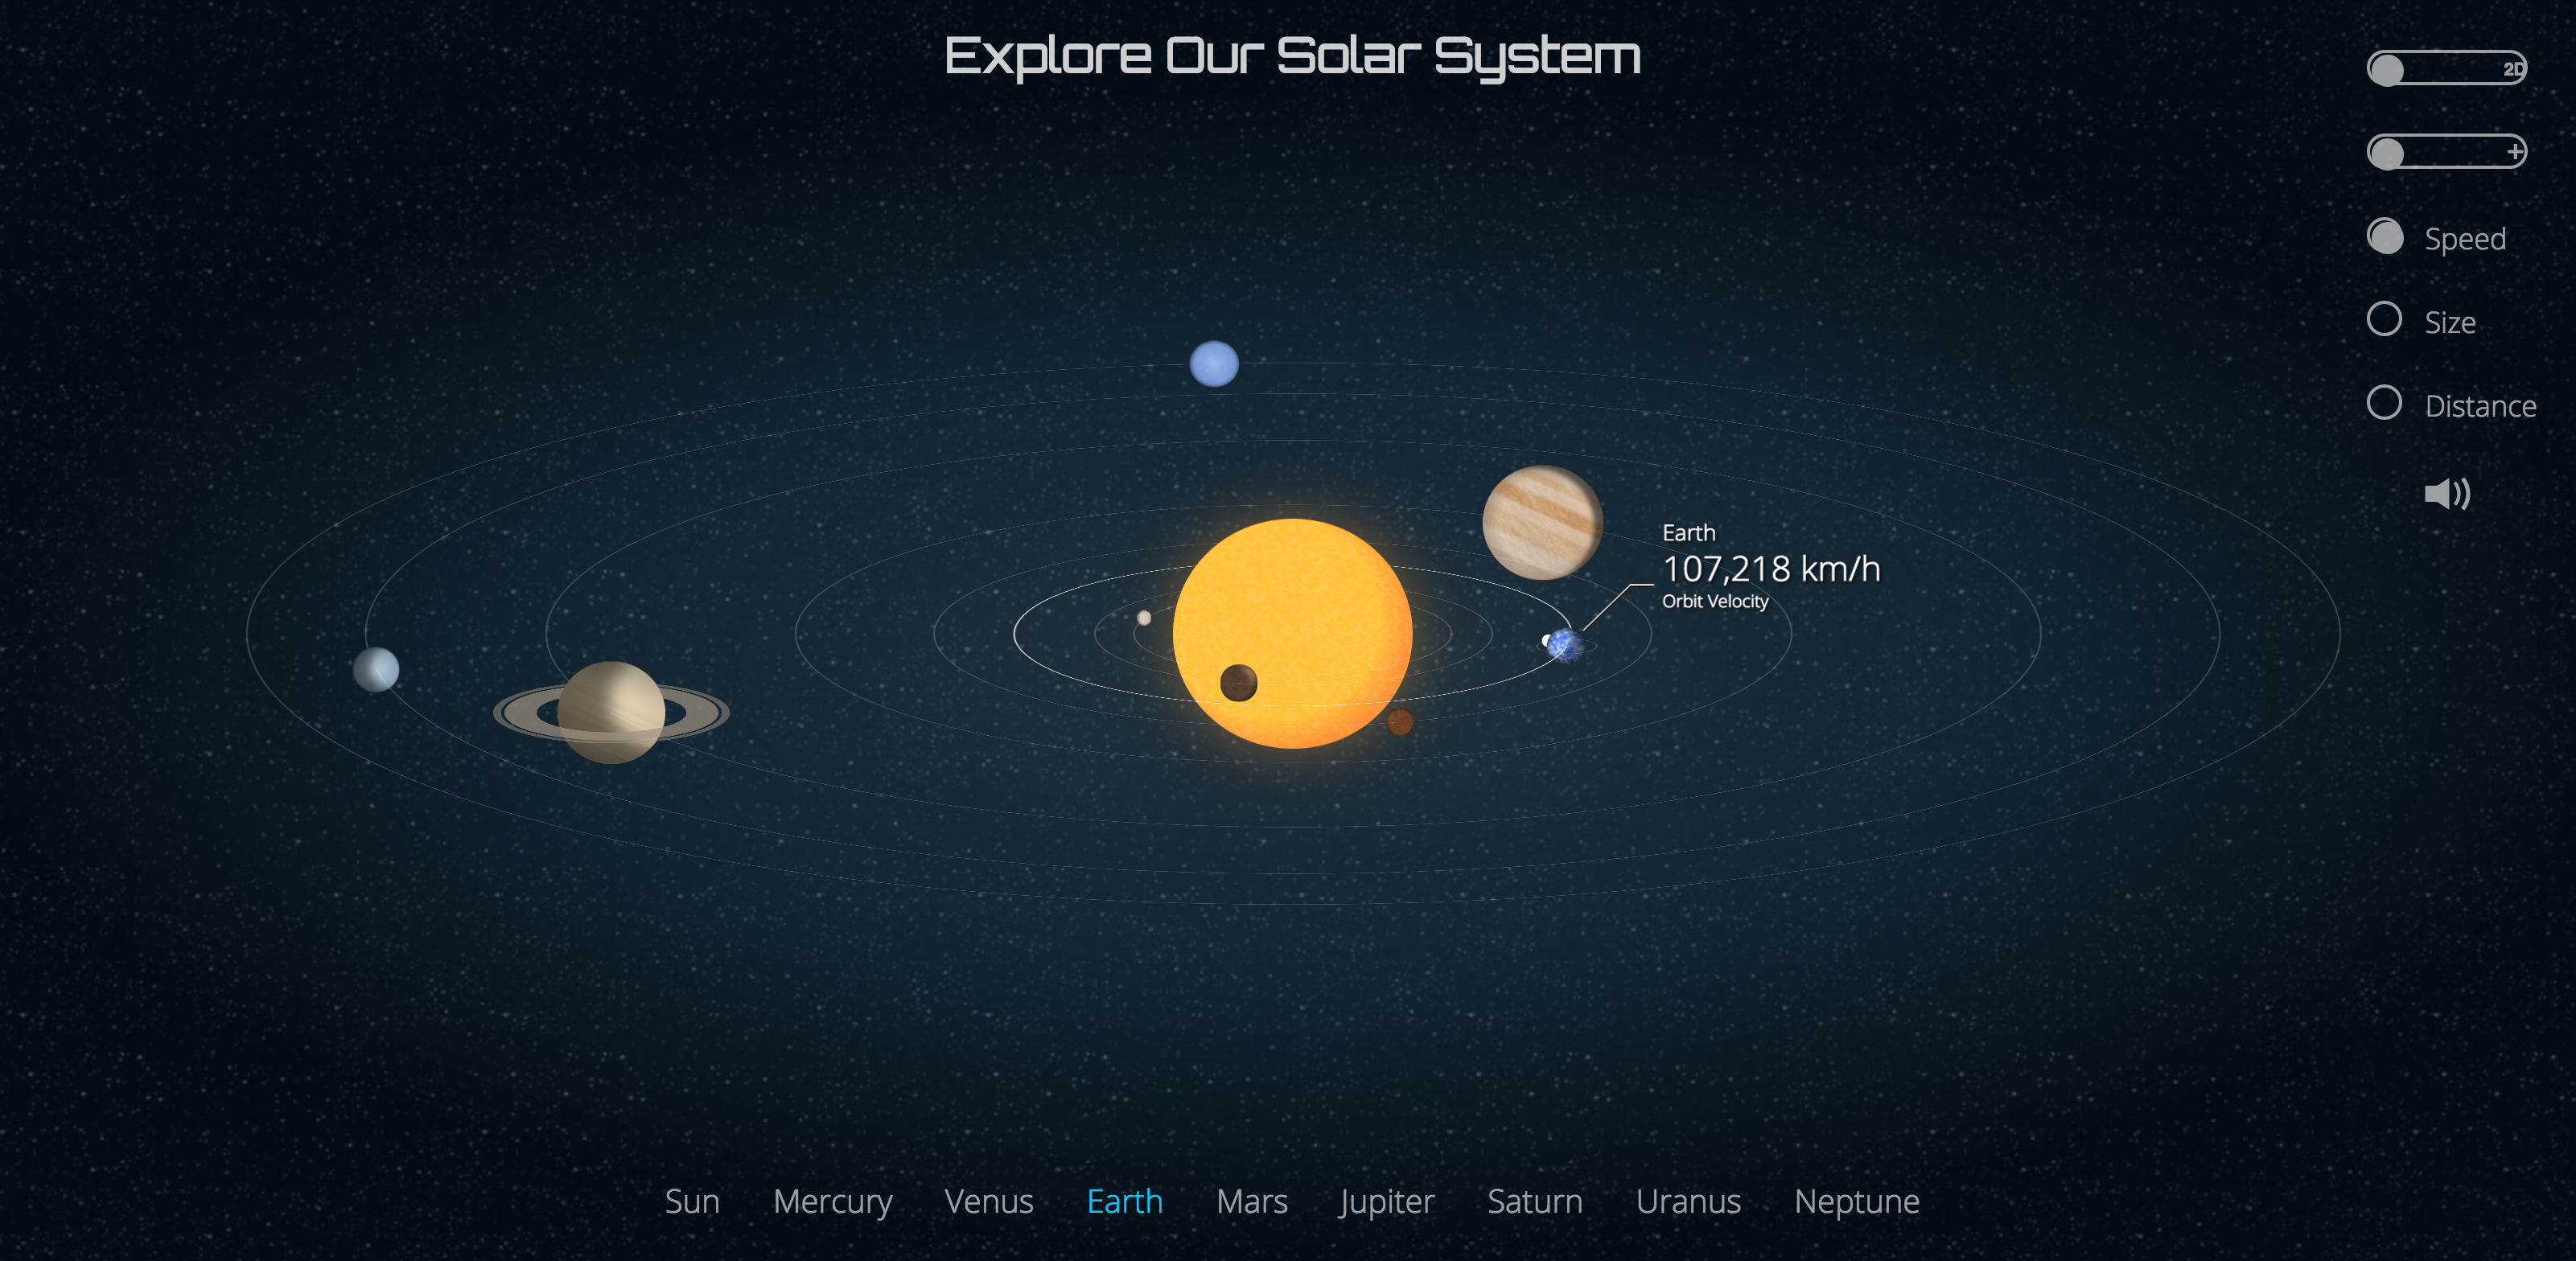 Explore Our Solar System
2D
+
Speed
Size
Distance
Earth
107,218 km/h
Orbit Velocity
Sun Mercury Venus Earth Mars Jupiter Saturn Uranus Neptune